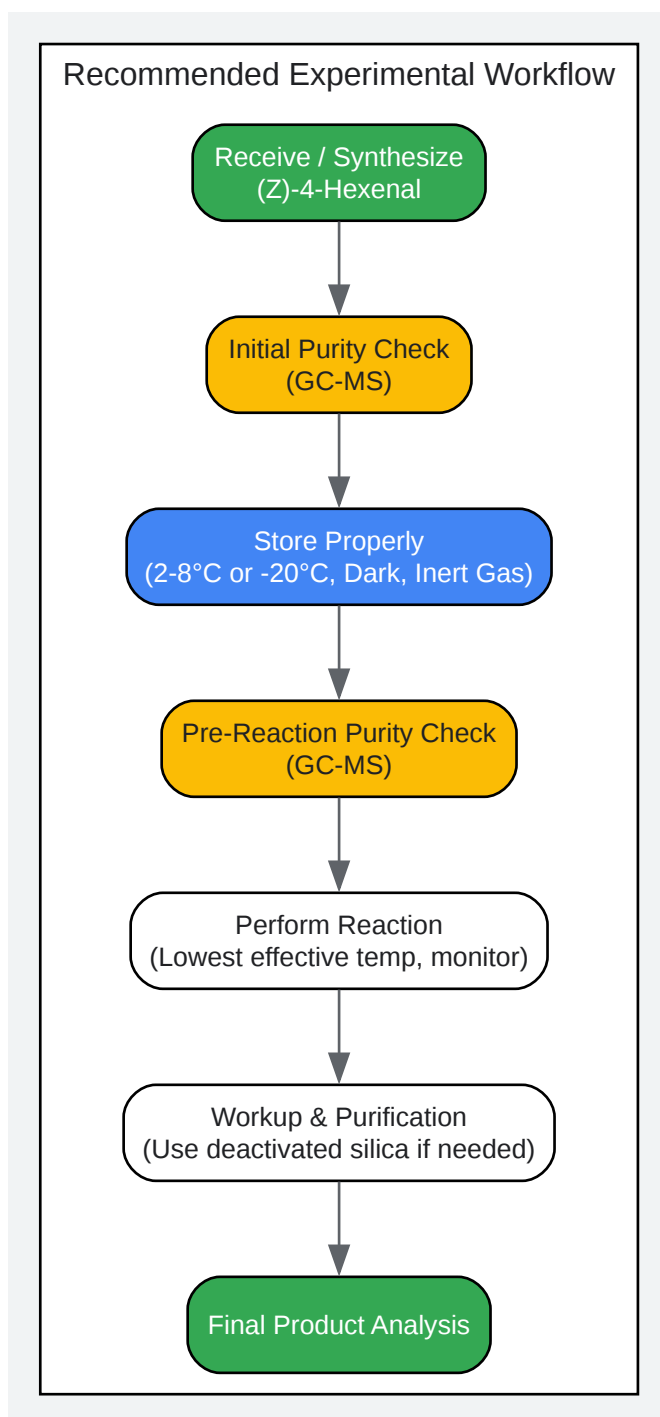 Recommended Experimental Workflow
Receive / Synthesize
(Z)-4-Hexenal
Initial Purity Check
(GC-MS)
Store Properly
(2-8°C or -20°C, Dark, Inert Gas)
Pre-Reaction Purity Check
(GC-MS)
Perform Reaction
(Lowest effective temp, monitor)
Workup & Purification
(Use deactivated silica if needed)
Final Product Analysis